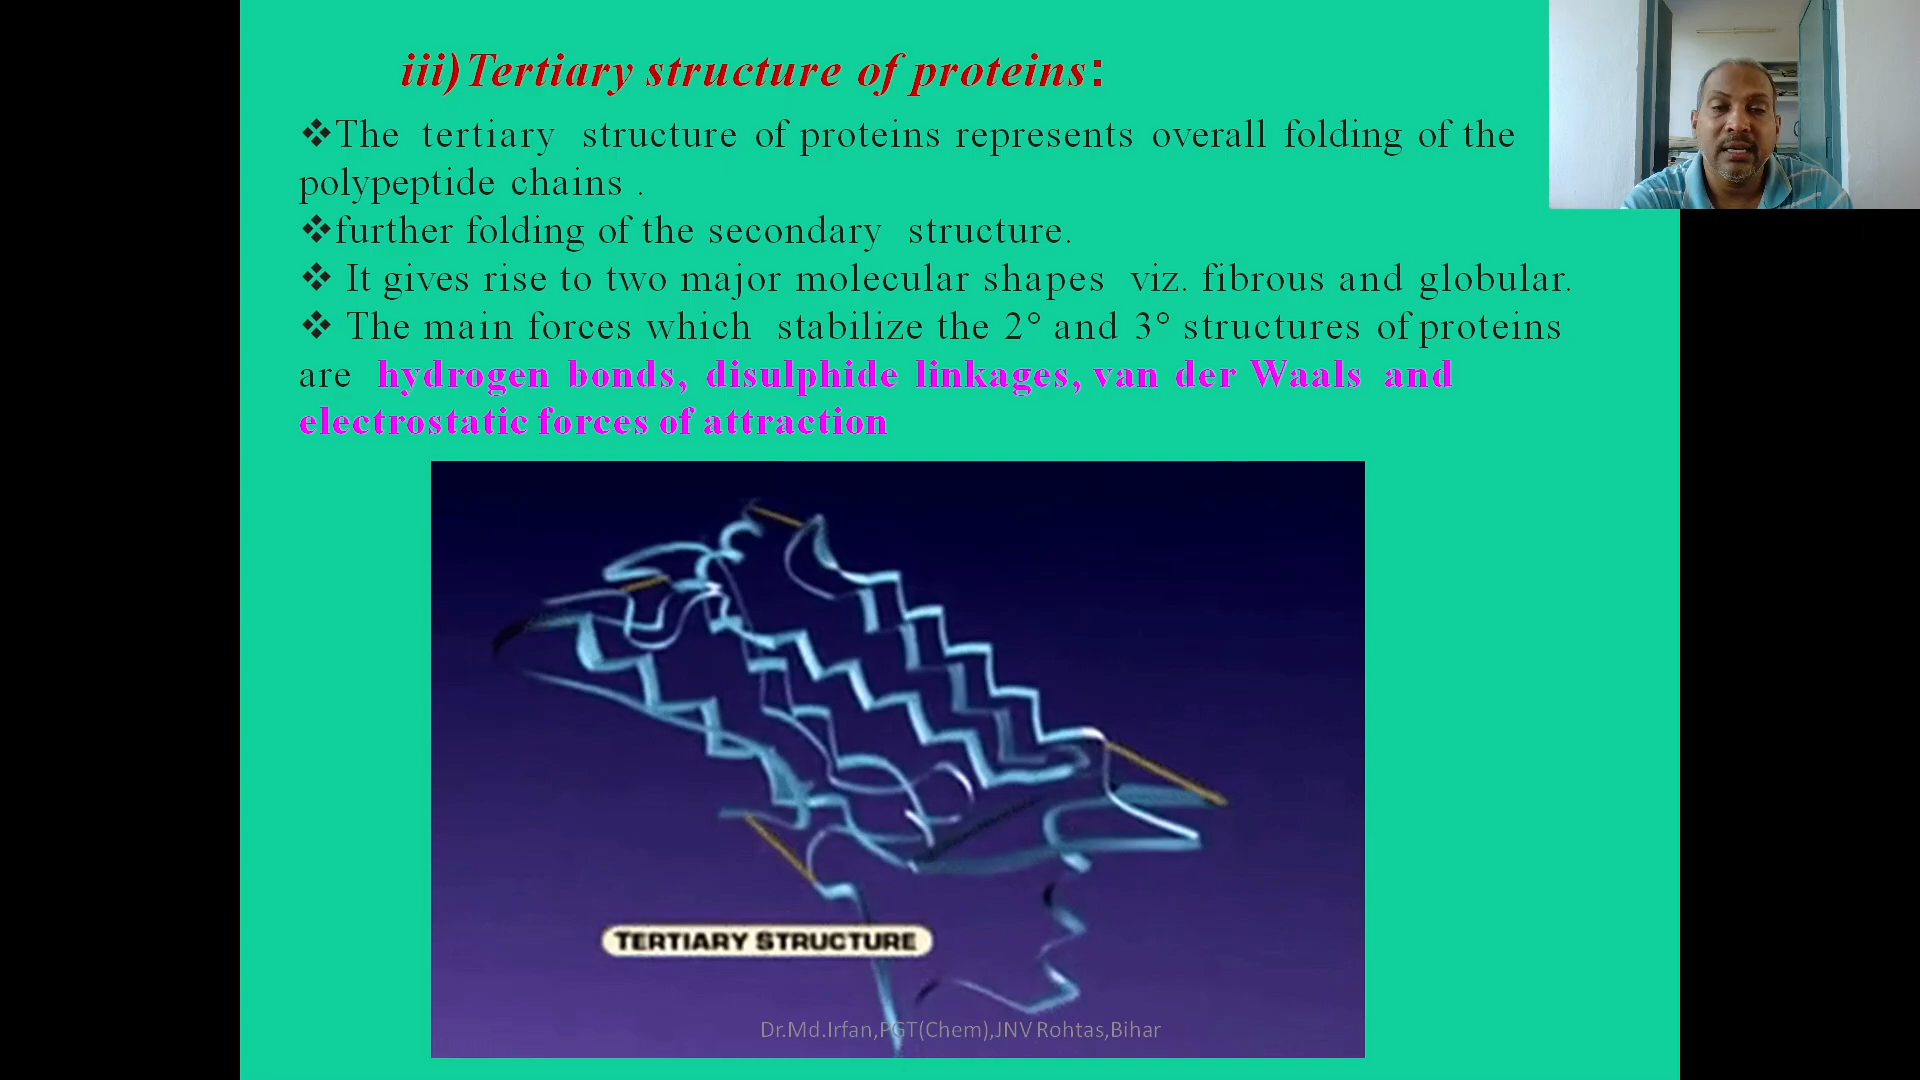 iii)Tertiary structure of proteins:
❖The tertiary structure of proteins represents overall folding of the
polypeptide chains .
❖further folding of the secondary structure.
❖ It gives rise to two major molecular shapes viz. fibrous and globular.
❖ The main forces which stabilize the 2° and 3° structures of proteins
are hydrogen bonds, disulphide linkages, van der Waals and
electrostatic forces of attraction
TERTIARY STRUCTURE
Dr.Md.Irfan,PGT(Chem),JNV Rohtas,Bihar